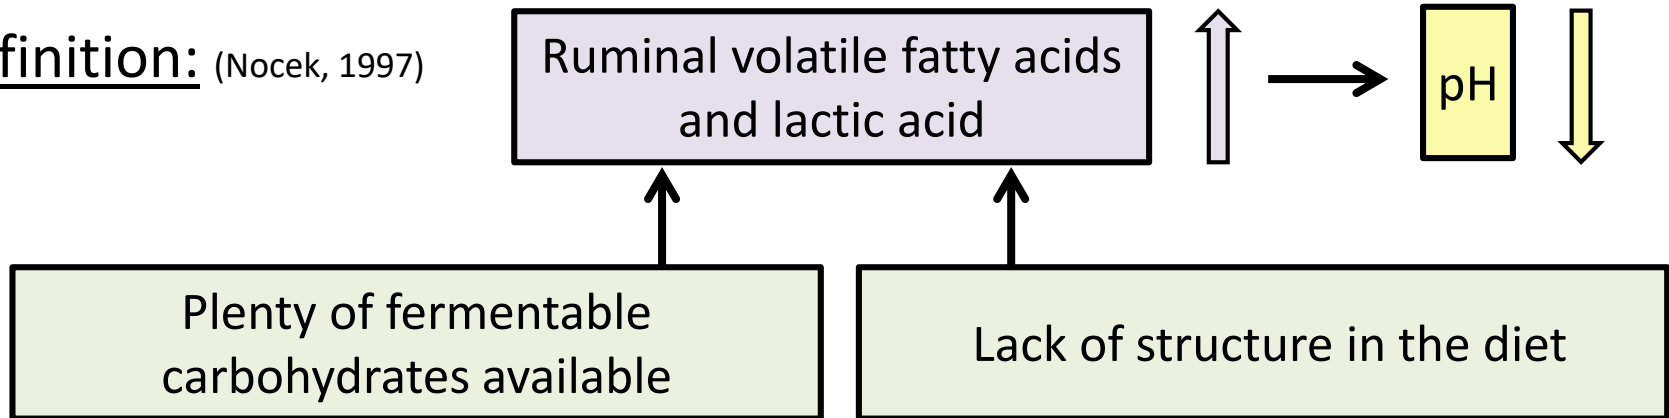 finition: (Nocek, 1997)
Ruminal volatile fatty acids
and lactic acid
pH
Plenty of fermentable
carbohydrates available
Lack of structure in the diet